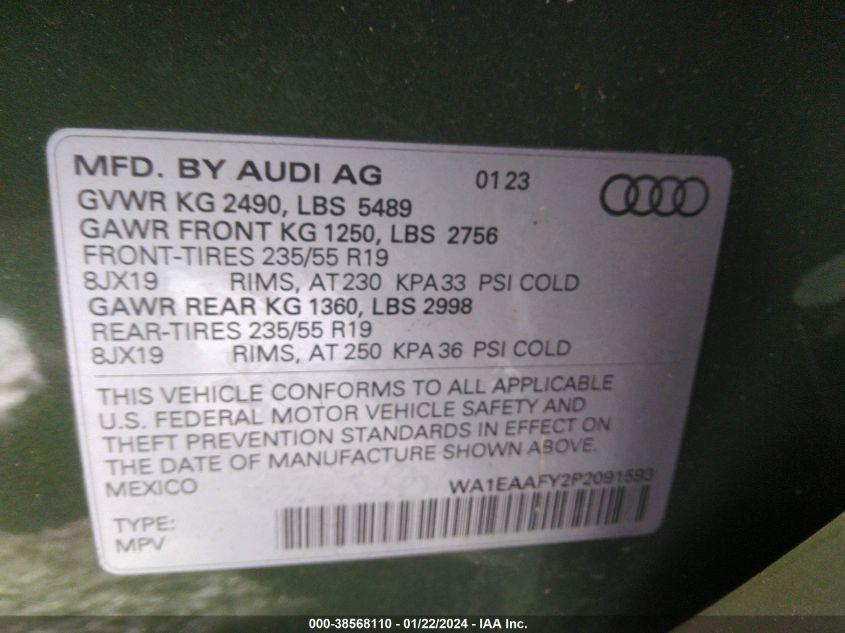 MFD. BY AUDI AG 01 23
GVWR KG 2490, LBS 5489
GAWR FRONT KG 1250, LBS 2756
FRONT-TIRES 235/55 R19
8JX19 RIMS, AT 230 KPA 33 PSI COLD
GAWR REAR KG 1360, LBS 2998
REAR-TIRES 235/55 R19
8JX19 RIMS, AT 250 KPA 36 PSI COLD
THIS VEHICLE CONFORMS TO ALL APPLICABLE
U.S. FEDERAL MOTOR VEHICLE SAFETY AND
THEFT PREVENTION STANDARDS IN EFFECT ON
THE DATE OF MANUFACTURE SHOWN ABOVE.
MEXICO WA1EAAFY2P2091593
TYPE:
MPV
000-38568110 - 01/22/2024 - IAA Inc.